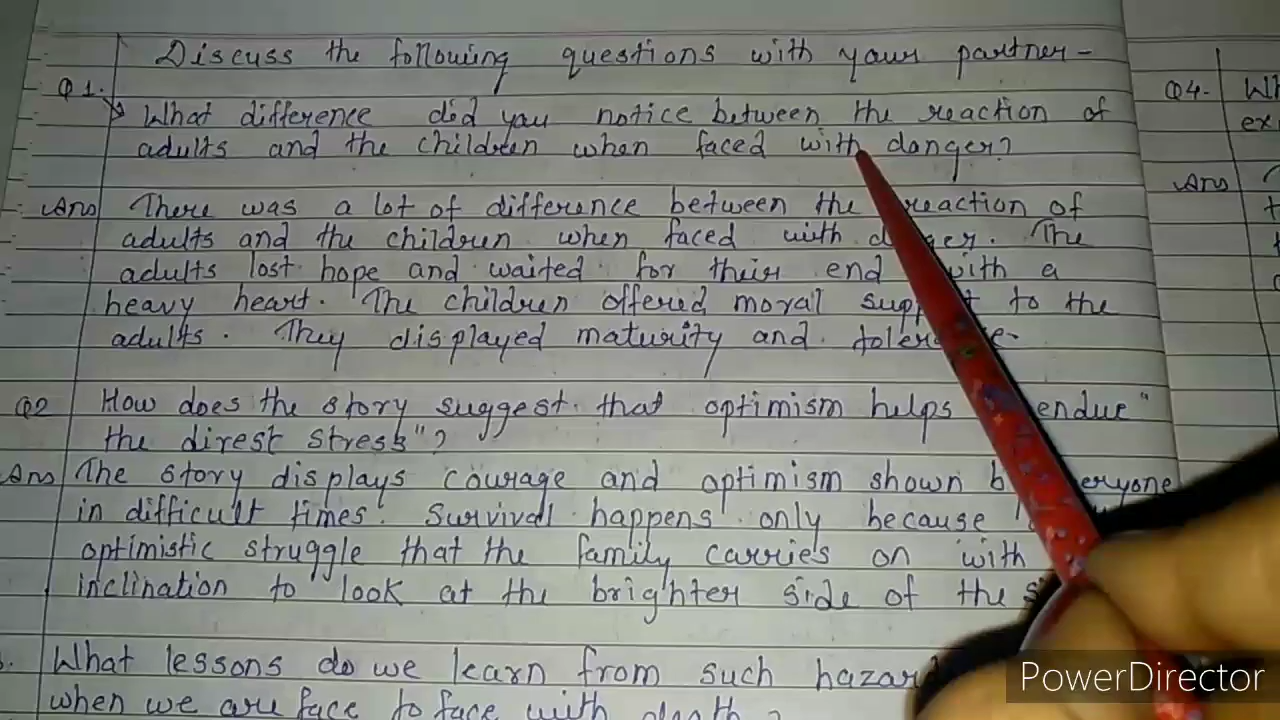 Discuss the following questions with your partner-
Q1.
What difference did you notice between the reaction of
adults and the children when faced with danger?
Ans There was a lot of difference between the reaction of
adults and the children when faced with The
adults lost hope and waited for their end with a
heavy heart. The children offered moral to the
adults. They displayed maturity and
Q2 How does the story suggest that optimism helps endue"
the direst stress"?
Ans The story displays courage and optimism shown
in difficult times. Survival happens only because
optimistic struggle that the family carries on with
inclination to look at the brighter side of the
What lessons do we learn from such
when we are face to face with death?
Q4.
Ans
PowerDirector